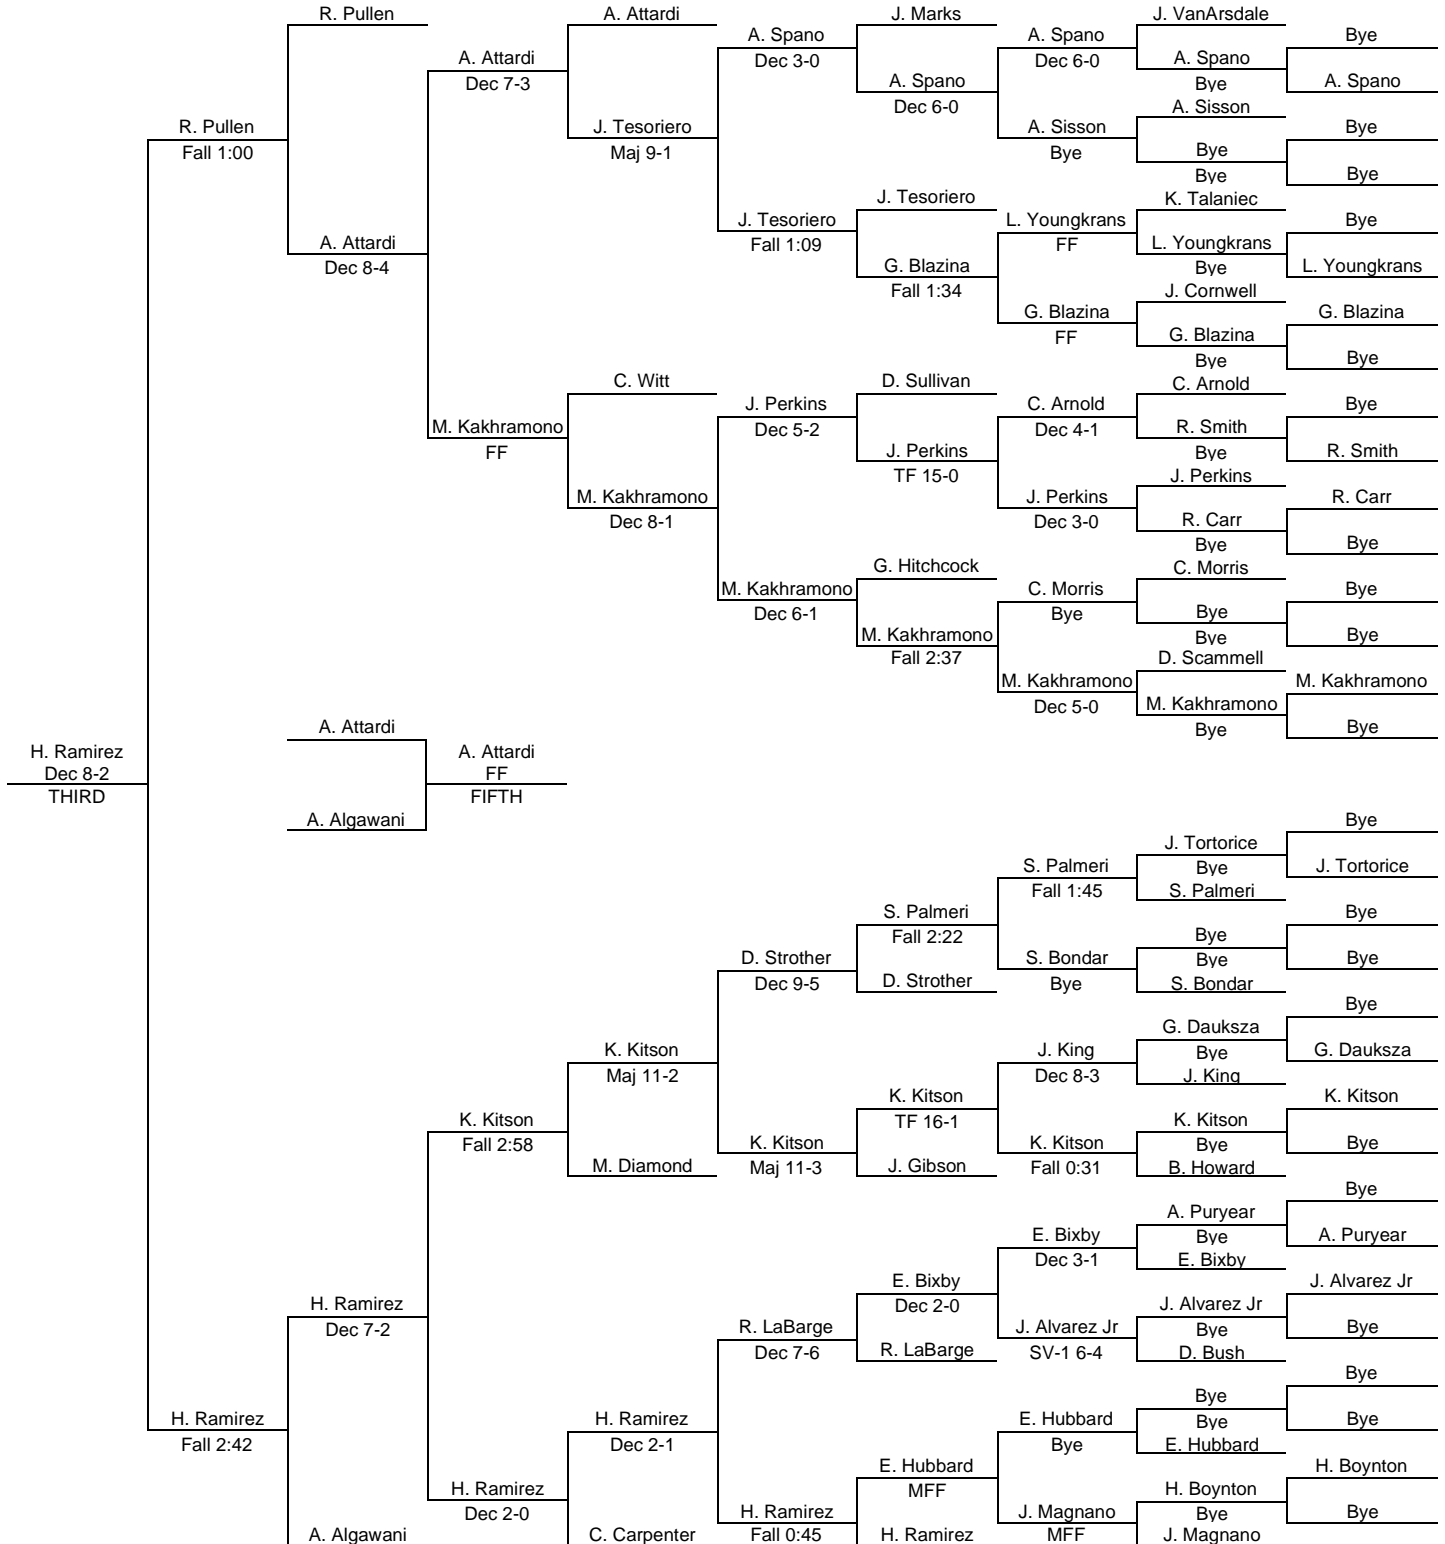 R. Pullen
A. Attardi
J. Marks
J. VanArsdale
A. Spano
Dec 3-0
A. Spano
Dec 6-0
Bye
A. Attardi
Dec 7-3
A. Spano
Dec 6-0
A. Spano
Bye
A. Spano
A. Sisson
R. Pullen
Fall 1:00
J. Tesoriero
Maj 9-1
A. Sisson
Bye
Bye
Bye
Bye
Bye
J. Tesoriero
K. Talaniec
A. Attardi
Dec 8-4
J. Tesoriero
Fall 1:09
L. Youngkrans
FF
Bye
G. Blazina
Fall 1:34
L. Youngkrans
Bye
L. Youngkrans
J. Cornwell
G. Blazina
FF
G. Blazina
G. Blazina
Bye
Bye
C. Witt
D. Sullivan
C. Arnold
J. Perkins
Dec 5-2
C. Arnold
Dec 4-1
Bye
M. Kakhramono
FF
J. Perkins
TF 15-0
R. Smith
Bye
R. Smith
J. Perkins
M. Kakhramono
Dec 8-1
J. Perkins
Dec 3-0
R. Carr
R. Carr
Bye
Bye
G. Hitchcock
C. Morris
M. Kakhramono
Dec 6-1
C. Morris
Bye
Bye
M. Kakhramono
Fall 2:37
Bye
Bye
Bye
D. Scammell
M. Kakhramono
Dec 5-0
M. Kakhramono
M. Kakhramono
Bye
Bye
H. Ramirez
Dec 8-2
THIRD
A. Attardi
A. Attardi
FF
FIFTH
A. Algawani
Bye
J. Tortorice
Bye
J. Tortorice
S. Palmeri
Fall 1:45
S. Palmeri
S. Palmeri
Fall 2:22
Bye
Bye
Bye
Bye
D. Strother
Dec 9-5
D. Strother
S. Bondar
Bye
S. Bondar
Bye
G. Dauksza
Bye
G. Dauksza
K. Kitson
Maj 11-2
J. King
Dec 8-3
J. King
K. Kitson
TF 16-1
K. Kitson
K. Kitson
Fall 2:58
K. Kitson
Bye
Bye
M. Diamond
K. Kitson
Maj 11-3
J. Gibson
K. Kitson
Fall 0:31
B. Howard
Bye
A. Puryear
Bye
A. Puryear
E. Bixby
Dec 3-1
E. Bixby
H. Ramirez
Dec 7-2
E. Bixby
Dec 2-0
J. Alvarez Jr
J. Alvarez Jr
Bye
Bye
R. LaBarge
Dec 7-6
R. LaBarge
J. Alvarez Jr
SV-1 6-4
D. Bush
Bye
Bye
Bye
Bye
H. Ramirez
Fall 2:42
H. Ramirez
Dec 2-1
E. Hubbard
Bye
E. Hubbard
E. Hubbard
MFF
H. Boynton
H. Ramirez
Dec 2-0
H. Boynton
Bye
Bye
A. Algawani
C. Carpenter
H. Ramirez
Fall 0:45
H. Ramirez
J. Magnano
MFF
J. Magnano